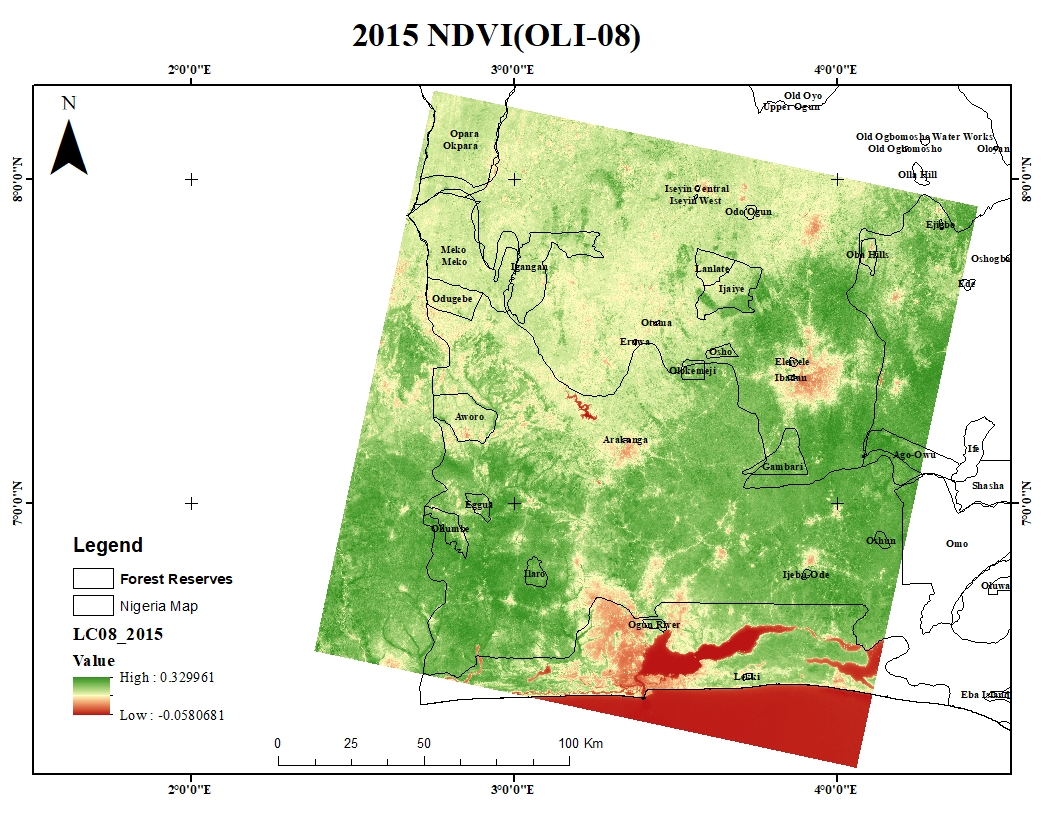 2015 NDVI(OLI-08)
2°0'0"E
3°0'0"E
4°0'0"E
N
8°0'0"N
8°0'0"N
Old Oyo
Upper Ogun
Opara
Okpara
Old Ogbomosho Water Works
Old Ogbomosho
Oloyan
Olla Hill
Iseyin Central
Iseyin West
Odo Ogun
Ejigbo
Meko
Meko
Igangan
Oba Hills
Oshogbo
Lanlate
Ijaiye
Ede
Odugebe
Eruwa
Osho
Olokemeji
Eleiyele
Ibadan
Aworo
Arakanga
Gambari
Ago-Owu
Ife
Shasha
7°0'0"N
7°0'0"N
Eggua
Ohumbe
Oshun
Omo
Ilaro
Ijebu-Ode
Oluwa
Ogun River
Lekki
Eba Island
Legend
Forest Reserves
Nigeria Map
LC08_2015
Value
High : 0.329961
Low : -0.0580681
0 25 50 100 Km
2°0'0"E
3°0'0"E
4°0'0"E